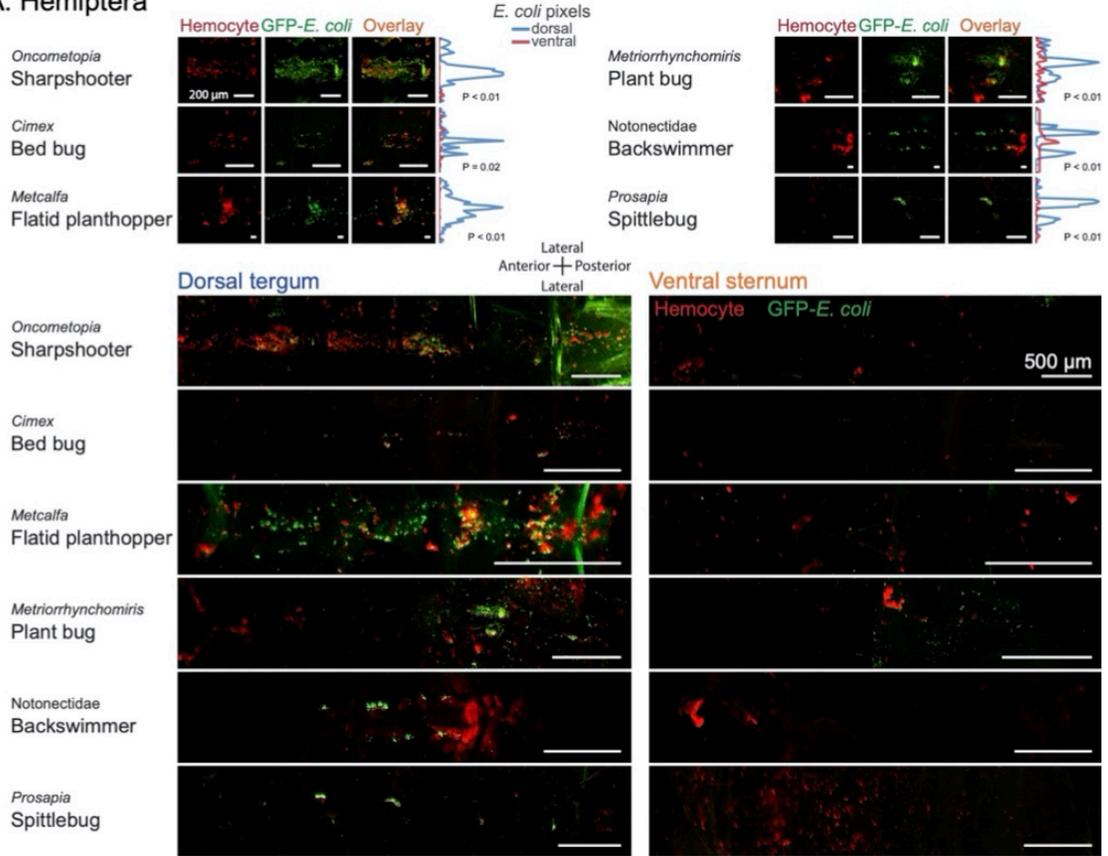 A. Hemiptera
E. coli pixels
dorsal
ventral
Hemocyte GFP-E. coli Overlay
Oncometopia
Sharpshooter
200 µm
P < 0.01
Cimex
Bed bug
P = 0.02
Metcalfa
Flatid planthopper
P < 0.01
Hemocyte GFP-E. coli Overlay
Metriorrhynchomiris
Plant bug
P < 0.01
Notonectidae
Backswimmer
P < 0.01
Prosapia
Spittlebug
P < 0.01
Lateral
Anterior Posterior
Lateral
Dorsal tergum
Ventral sternum
Hemocyte GFP-E. coli
Oncometopia
Sharpshooter
500 µm
Cimex
Bed bug
Metcalfa
Flatid planthopper
Metriorrhynchomiris
Plant bug
Notonectidae
Backswimmer
Prosapia
Spittlebug